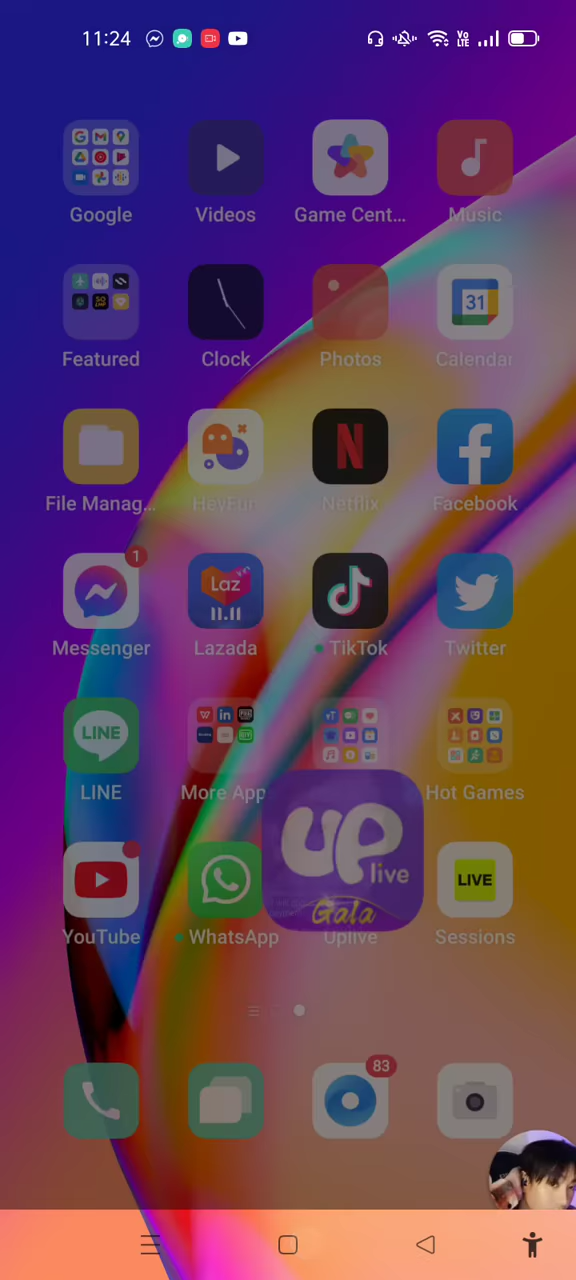 11:24 Vo LTE
Google Videos Game Cent... Music
31
Featured Clock Photos Calendar
File Manag... HeyFun Netflix Facebook
1
Laz
11.11
Messenger Lazada TikTok Twitter
LINE
LINE More App Hot Games
UP live
LIVE
Gala
YouTube WhatsApp Uplive Sessions
83